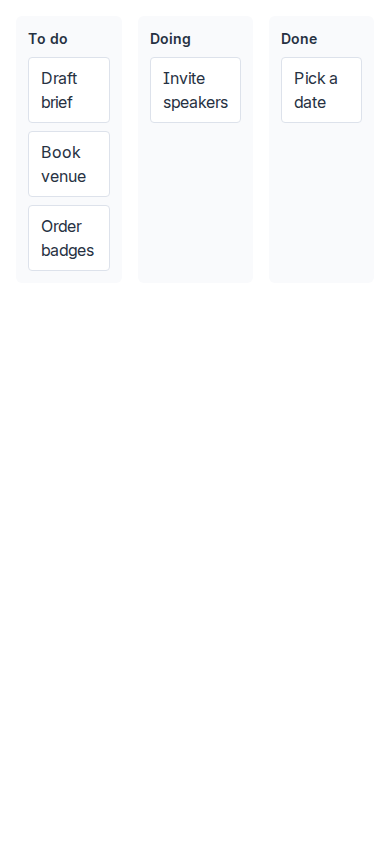 To do
Draft
brief
Book
venue
Order
badges
Doing
Invite
speakers
Done
Pick a
date